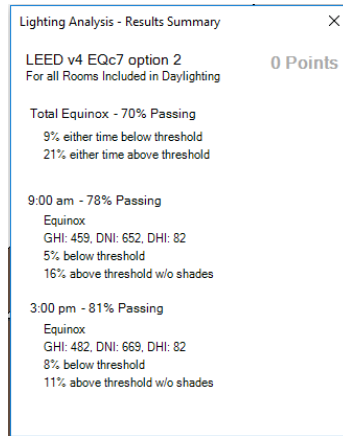 Lighting Analysis - Results Summary
LEED v4 EQc7 option 2
0 Points
For all Rooms Included in Daylighting
Total Equinox - 70% Passing
9% either time below threshold
21% either time above threshold
9:00 am - 78% Passing
Equinox
GHI: 459, DNI: 652, DHI: 82
5% below threshold
16% above threshold w/o shades
3:00 pm - 81% Passing
Equinox
GHI: 482, DNI: 669, DHI: 82
8% below threshold
11% above threshold w/o shades